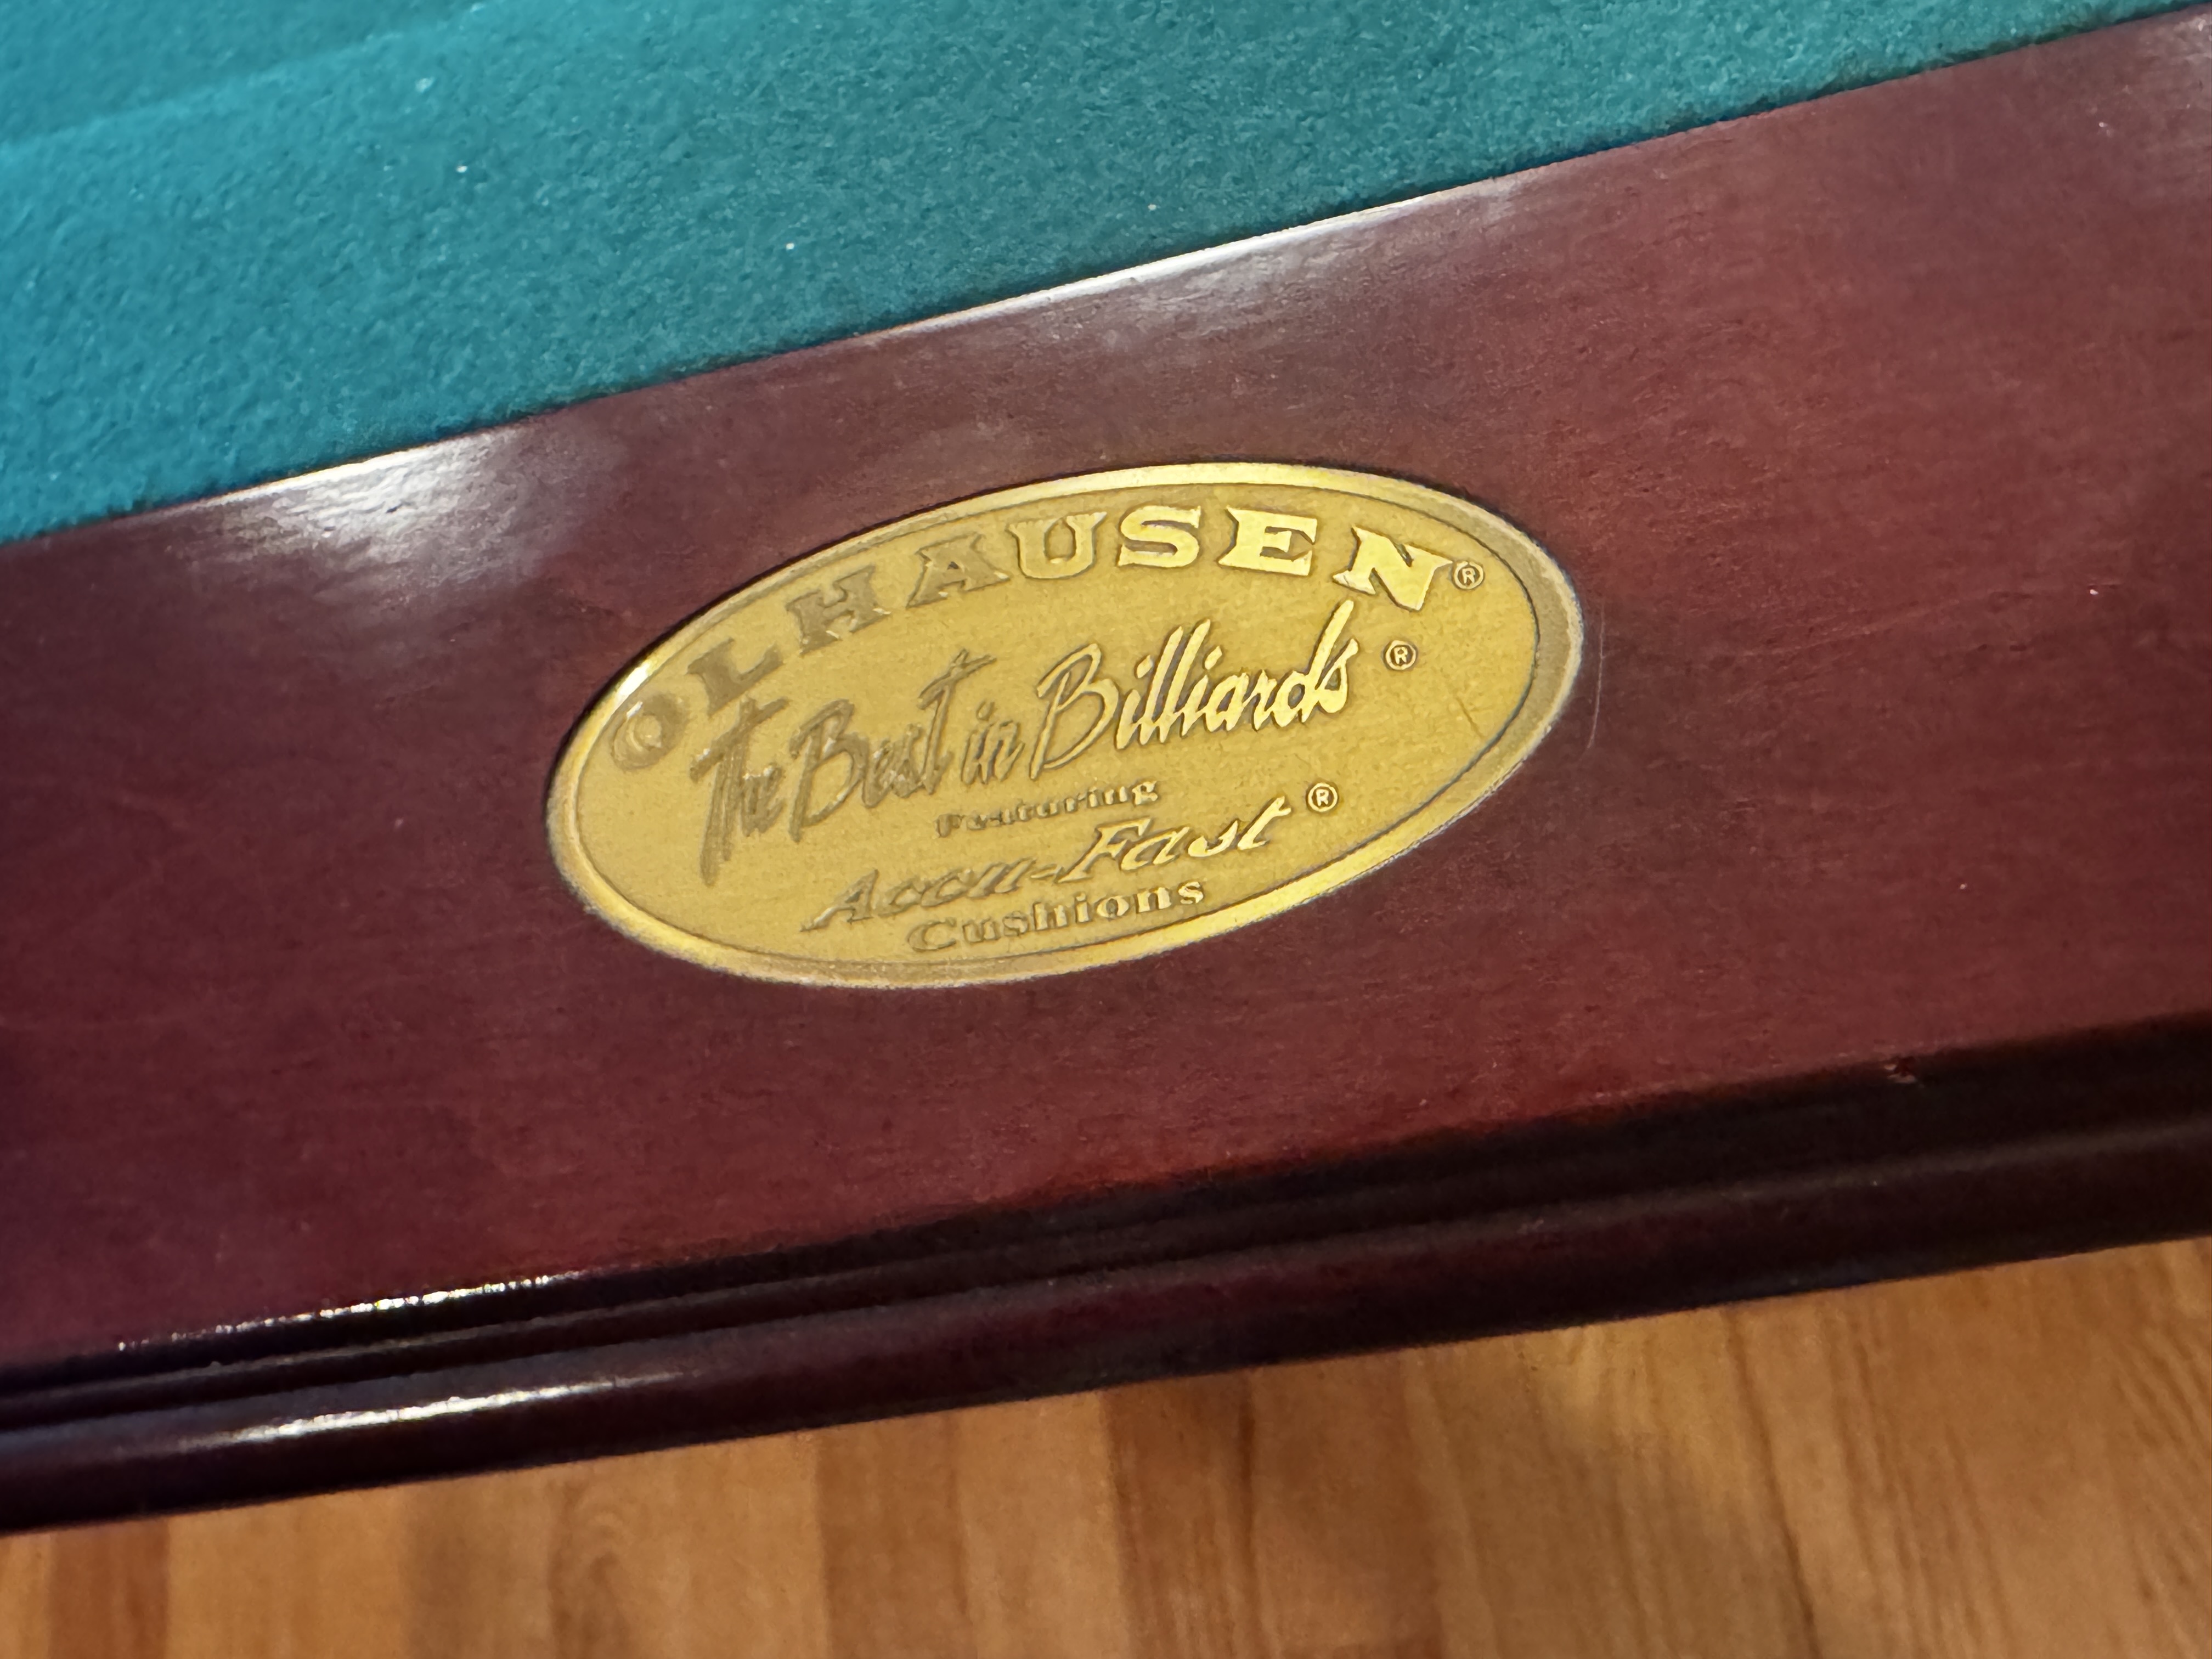 OLHAUSEN®
The Best in Billiards®
Featuring
Accu-Fast®
Cushions